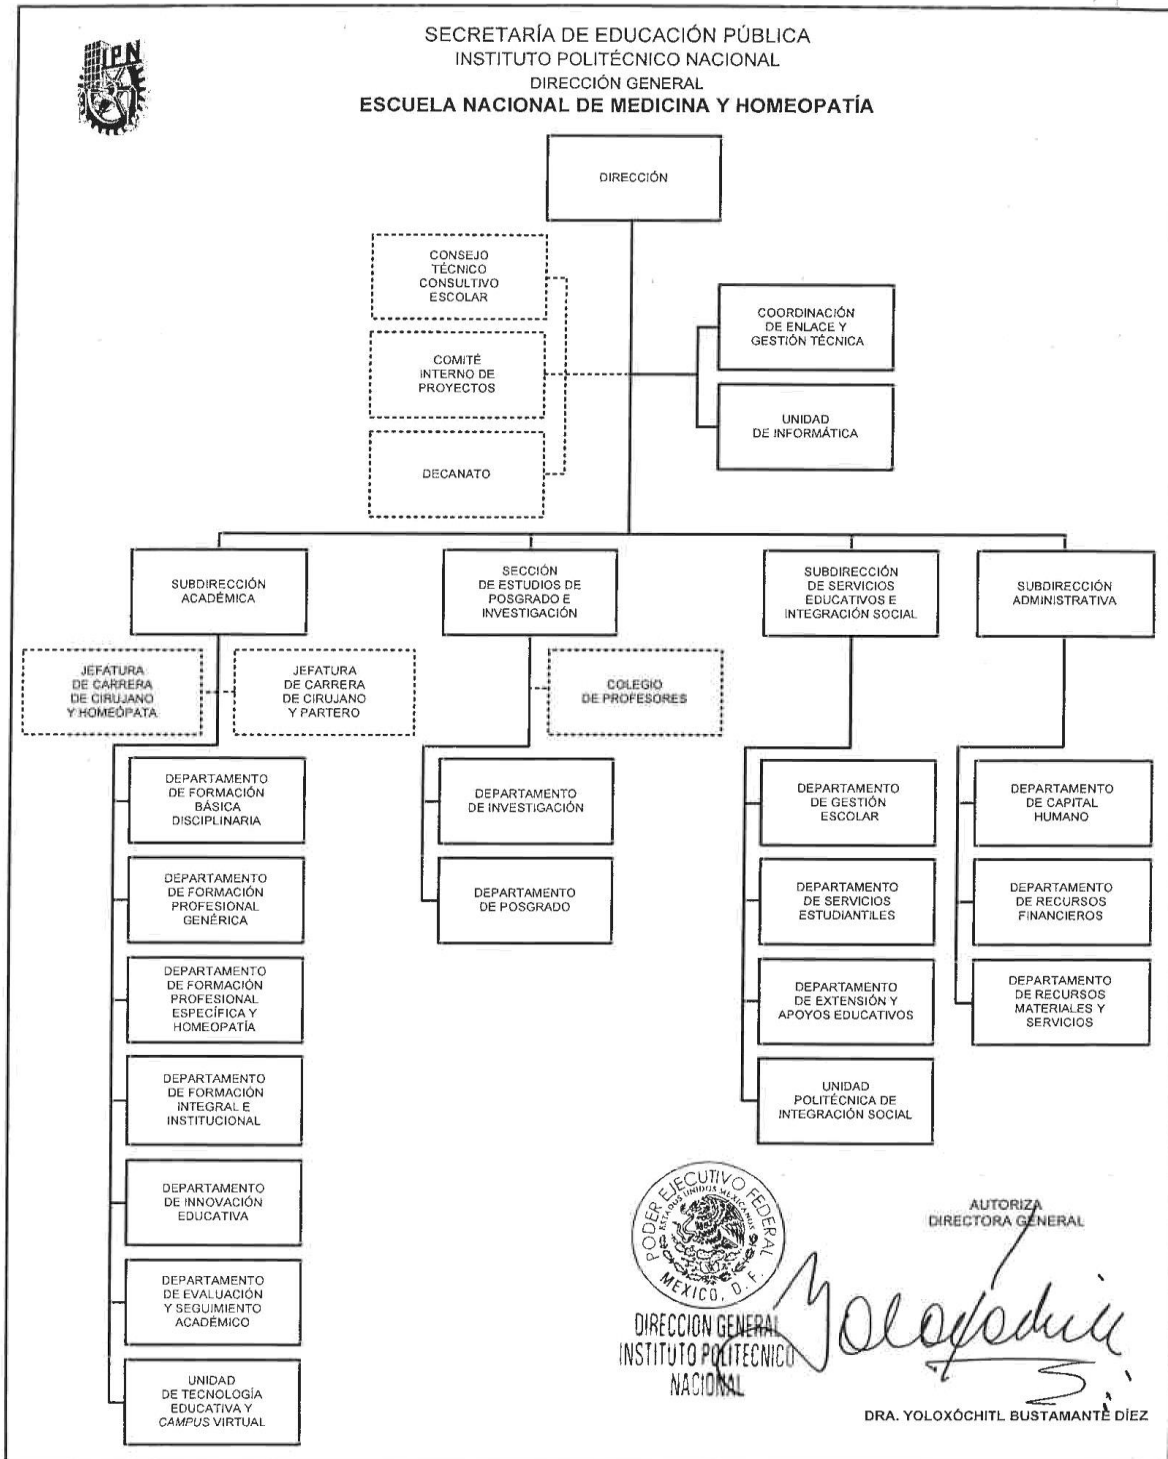 IPN
SECRETARÍA DE EDUCACIÓN PÚBLICA
INSTITUTO POLITÉCNICO NACIONAL
DIRECCIÓN GENERAL
ESCUELA NACIONAL DE MEDICINA Y HOMEOPATÍA
DIRECCIÓN
CONSEJO
TÉCNICO
CONSULTIVO
ESCOLAR
COMITÉ
INTERNO DE
PROYECTOS
DECANATO
COORDINACIÓN
DE ENLACE Y
GESTIÓN TÉCNICA
UNIDAD
DE INFORMÁTICA
SUBDIRECCIÓN
ACADÉMICA
SECCIÓN
DE ESTUDIOS DE
POSGRADO E
INVESTIGACIÓN
SUBDIRECCIÓN
DE SERVICIOS
EDUCATIVOS E
INTEGRACIÓN SOCIAL
SUBDIRECCIÓN
ADMINISTRATIVA
JEFATURA
DE CARRERA
DE CIRUJANO
Y HOMEÓPATA
JEFATURA
DE CARRERA
DE CIRUJANO
Y PARTERO
COLEGIO
DE PROFESORES
DEPARTAMENTO
DE FORMACIÓN
BÁSICA
DISCIPLINARIA
DEPARTAMENTO
DE FORMACIÓN
PROFESIONAL
GENÉRICA
DEPARTAMENTO
DE FORMACIÓN
PROFESIONAL
ESPECÍFICA Y
HOMEOPATÍA
DEPARTAMENTO
DE FORMACIÓN
INTEGRAL E
INSTITUCIONAL
DEPARTAMENTO
DE INNOVACIÓN
EDUCATIVA
DEPARTAMENTO
DE EVALUACIÓN
Y SEGUIMIENTO
ACADÉMICO
UNIDAD
DE TECNOLOGÍA
EDUCATIVA Y
CAMPUS VIRTUAL
DEPARTAMENTO
DE INVESTIGACIÓN
DEPARTAMENTO
DE POSGRADO
DEPARTAMENTO
DE GESTIÓN
ESCOLAR
DEPARTAMENTO
DE SERVICIOS
ESTUDIANTILES
DEPARTAMENTO
DE EXTENSIÓN Y
APOYOS EDUCATIVOS
UNIDAD
POLITÉCNICA DE
INTEGRACIÓN SOCIAL
DEPARTAMENTO
DE CAPITAL
HUMANO
DEPARTAMENTO
DE RECURSOS
FINANCIEROS
DEPARTAMENTO
DE RECURSOS
MATERIALES Y
SERVICIOS
PODER EJECUTIVO FEDERAL
ESTADOS UNIDOS MEXICANOS
MEXICO, D. F.
DIRECCION GENERAL
INSTITUTO POLITECNICO
NACIONAL
AUTORIZA
DIRECTORA GENERAL
Yoloxochitl
DRA. YOLOXÓCHITL BUSTAMANTE DÍEZ